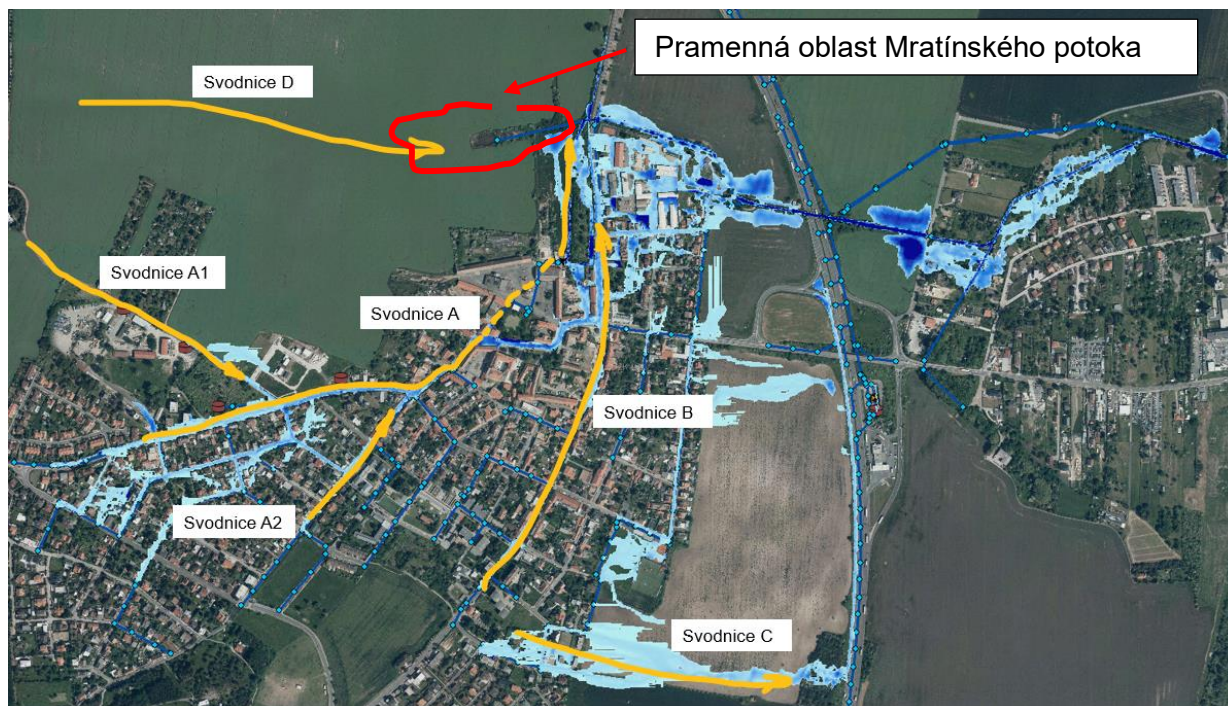 Pramenná oblast Mratínského potoka
Svodnice D
Svodnice A1
Svodnice A
Svodnice B
Svodnice A2
Svodnice C